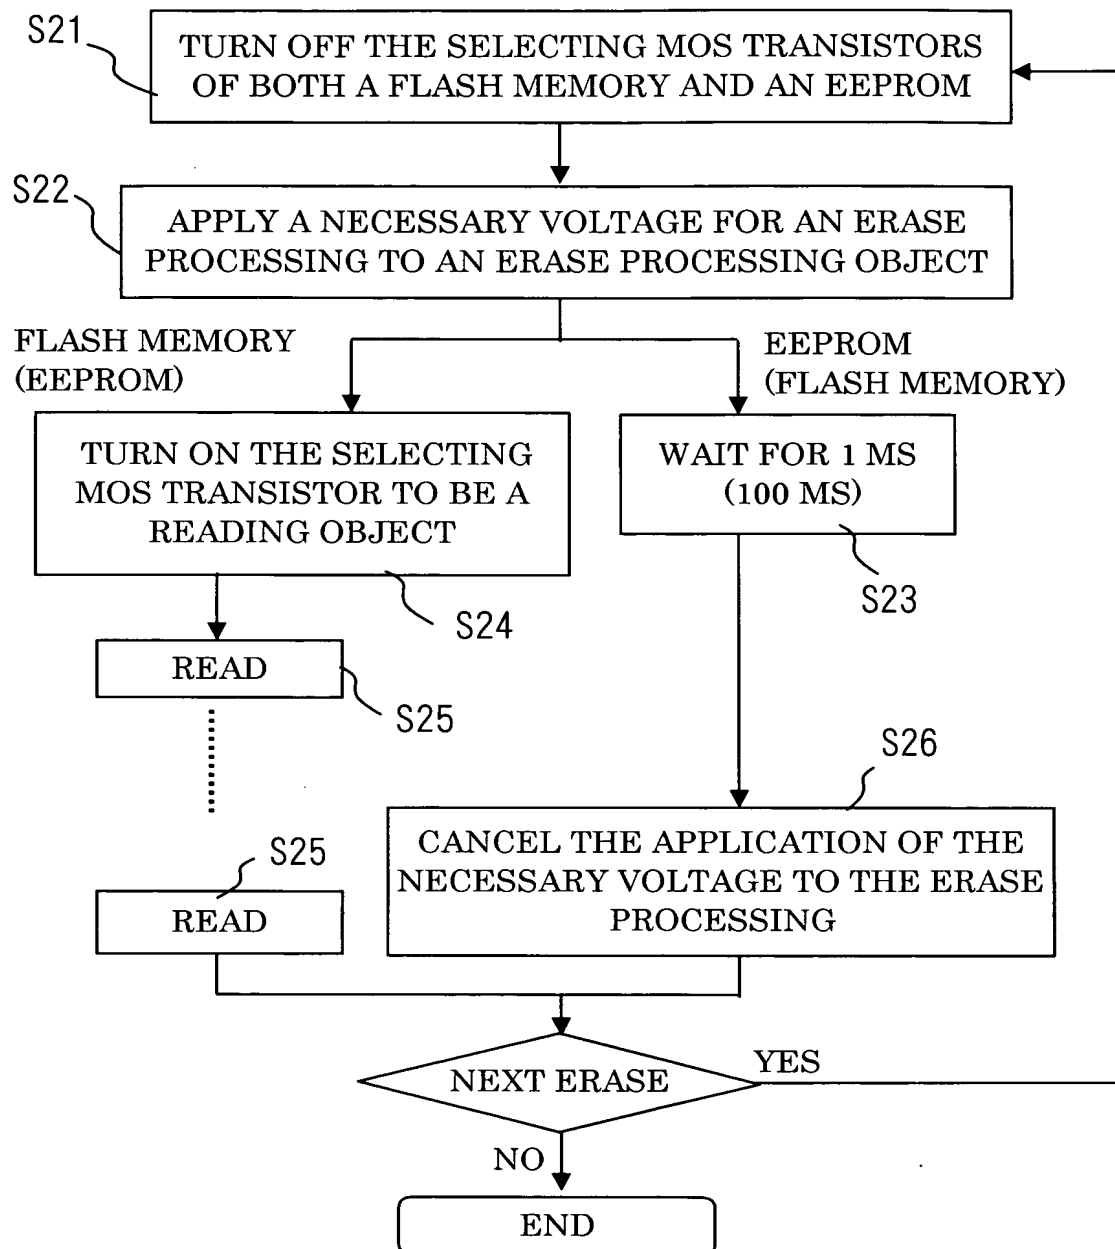 S21
TURN OFF THE SELECTING MOS TRANSISTORS
OF BOTH A FLASH MEMORY AND AN EEPROM
S22
APPLY A NECESSARY VOLTAGE FOR AN ERASE
PROCESSING TO AN ERASE PROCESSING OBJECT
FLASH MEMORY
(EEPROM)
EEPROM
(FLASH MEMORY)
TURN ON THE SELECTING
MOS TRANSISTOR TO BE A
READING OBJECT
S24
WAIT FOR 1 MS
(100 MS)
S23
READ
S25
S26
S25
READ
CANCEL THE APPLICATION OF THE
NECESSARY VOLTAGE TO THE ERASE
PROCESSING
NEXT ERASE
YES
NO
END